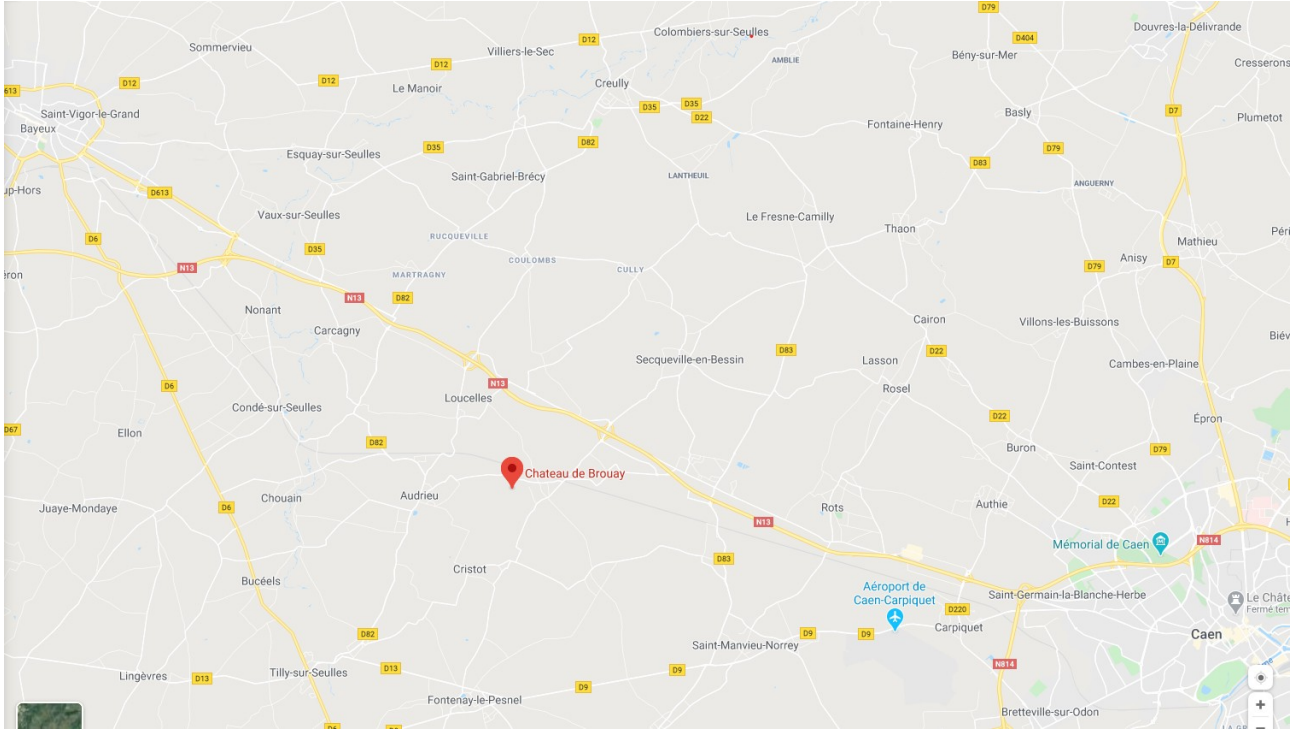 D79
Douvres-la-Délivrande
Colombiers-sur-Seulles
D12
D404
Sommervieu
Villiers-le-Sec
Bény-sur-Mer
AMBLIE
D12
Cresserons
D12
D12
Creully
613
Le Manoir
D35
D35
D7
Saint-Vigor-le-Grand
D22
Basly
Plumetot
Bayeux
Fontaine-Henry
D82
D35
D79
Esquay-sur-Seulles
D83
Saint-Gabriel-Brécy
LANTHEUIL
ANGUERNY
up-Hors
D613
Vaux-sur-Seulles
Le Fresne-Camilly
Thaon
D6
RUCQUEVILLE
Mathieu
Péri
D35
COULOMBS
Anisy
D7
N13
CULLY
D79
éron
MARTRAGNY
N13
D82
Nonant
Cairon
Villons-les-Buissons
Carcagny
Biév
D83
D22
Secqueville-en-Bessin
Lasson
Cambes-en-Plaine
N13
D6
Rosel
Loucelles
Condé-sur-Seulles
D22
Épron
D67
Ellon
D82
Buron
D79
Saint-Contest
Chateau de Brouay
Chouain
Audrieu
D22
Juaye-Mondaye
D6
Rots
Authie
N13
N814
Mémorial de Caen
D83
Cristot
Bucéels
Aéroport de
Caen-Carpiquet
Saint-Germain-la-Blanche-Herbe
Le Châte
Fermé tem
D220
Carpiquet
D82
D9
D9
Caen
Saint-Manvieu-Norrey
N814
Lingèvres
D13
Tilly-sur-Seulles
D13
D9
D9
Fontenay-le-Pesnel
+
Bretteville-sur-Odon
D6